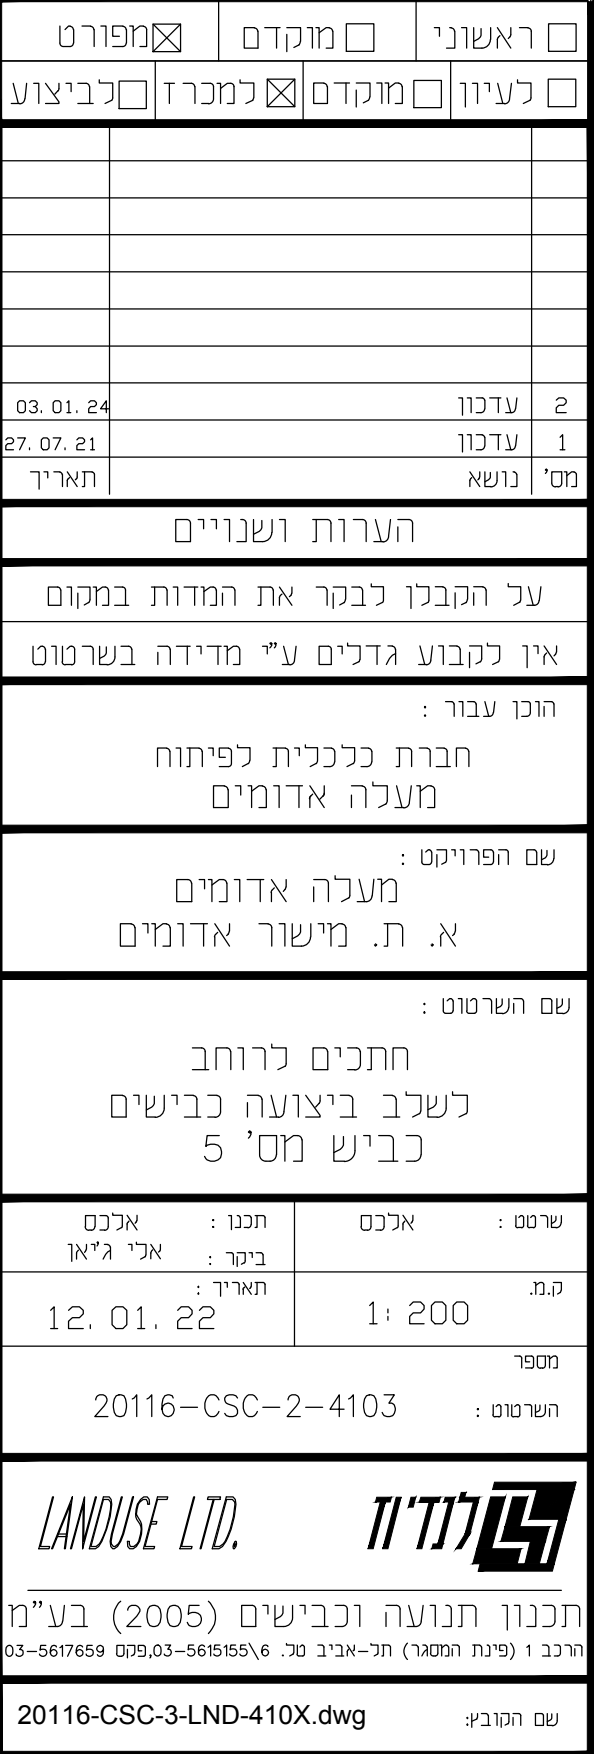 ראשוני מוקדם מפורט
לעיון מוקדם למכרז לביצוע
2 עדכון 03.01.24
1 עדכון 27.07.21
מס' נושא תאריך
הערות ושנויים
על הקבלן לבקר את המדות במקום
אין לקבוע גדלים ע"י מדידה בשרטוט
הוכן עבור :
חברת כלכלית לפיתוח
מעלה אדומים
שם הפרויקט :
מעלה אדומים
א. ת. מישור אדומים
שם השרטוט :
חתכים לרוחב
לשלב ביצועה כבישים
כביש מס' 5
שרטט : אלכס תכנן : אלכס
ביקר : אלי ג'יאן
ק.מ. 1:200 תאריך : 12.01.22
מספר
השרטוט : 20116-CSC-2-4103
לנדיוז LANDUSE LTD.
תכנון תנועה וכבישים (2005) בע"מ
הרכב 1 (פינת המסגר) תל-אביב טל. 6\03-5615155,פקס 03-5617659
שם הקובץ: 20116-CSC-3-LND-410X.dwg